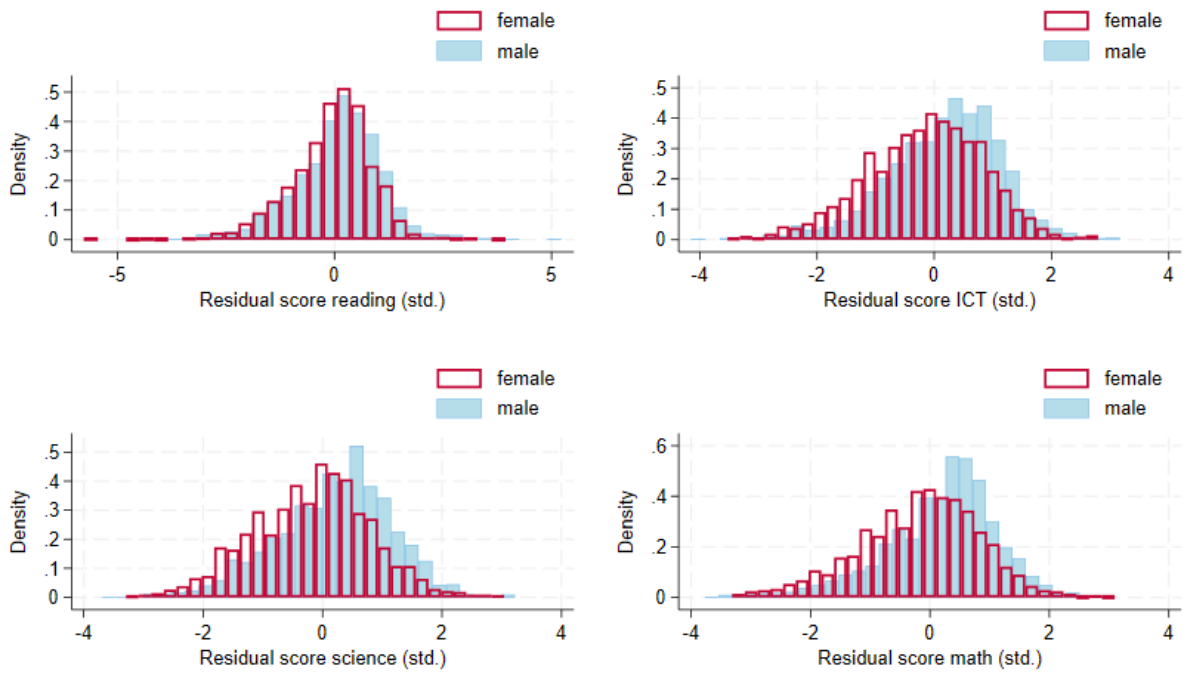 female
male
Density
.5
.4
.3
.2
.1
0
-5
0
5
Residual score reading (std.)
female
male
Density
.5
.4
.3
.2
.1
0
-4
-2
0
2
4
Residual score ICT (std.)
female
male
Density
.5
.4
.3
.2
.1
0
-4
-2
0
2
4
Residual score science (std.)
female
male
Density
.6
.4
.2
0
-4
-2
0
2
4
Residual score math (std.)